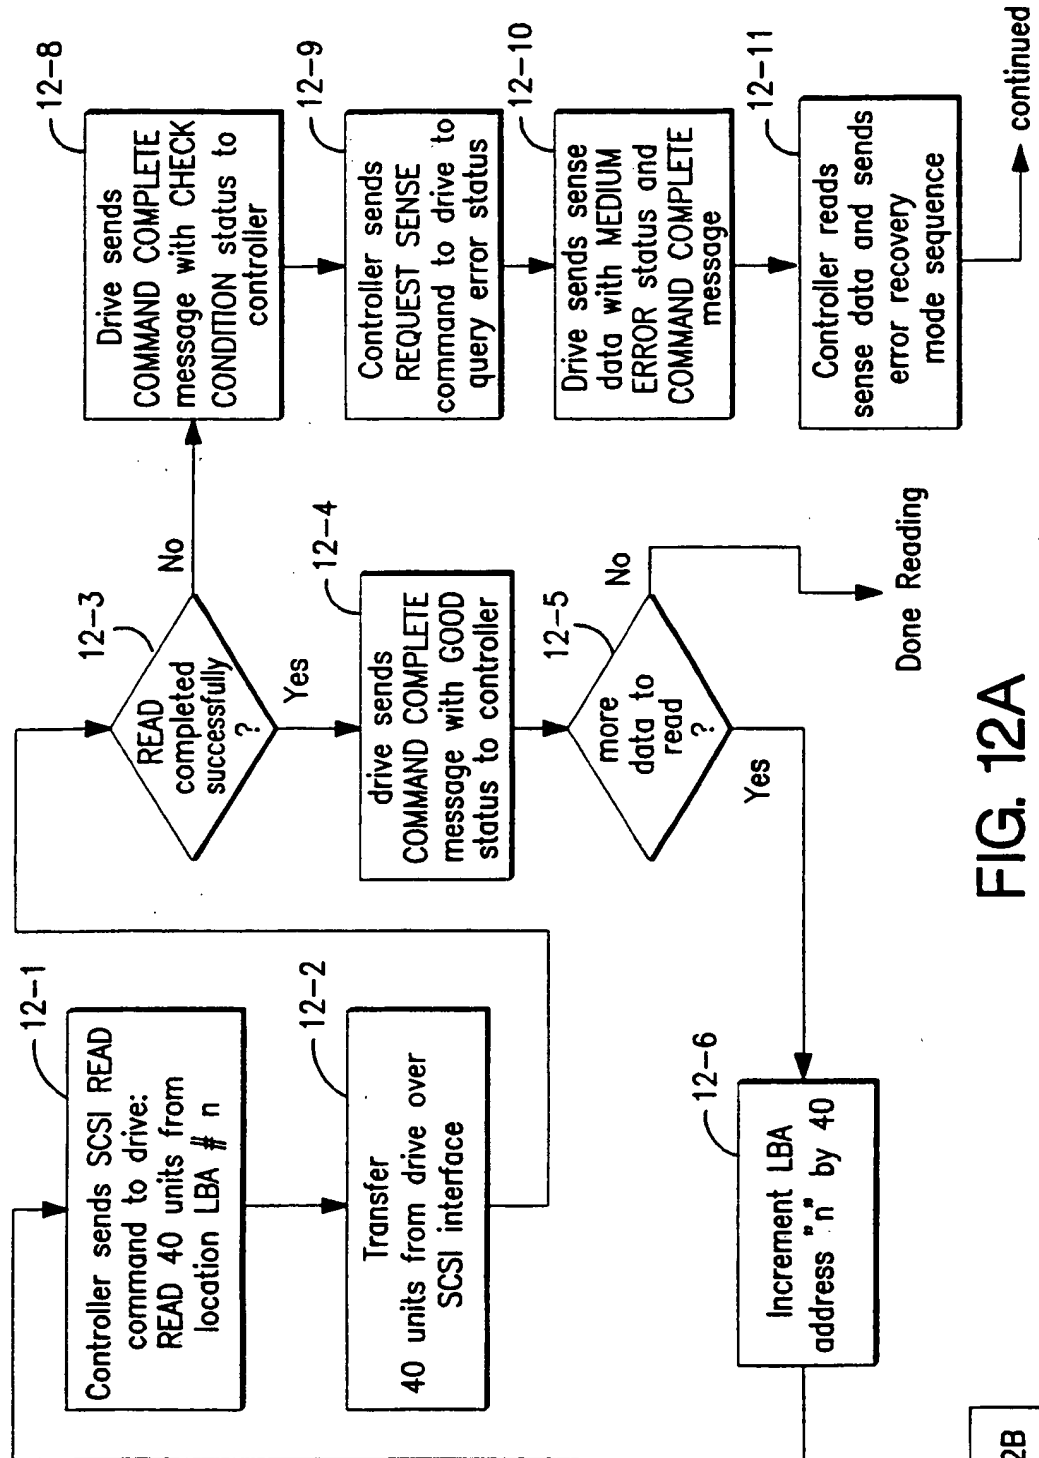 12-1
Controller sends SCSI READ
command to drive:
READ 40 units from
location LBA # n
12-2
Transfer
40 units from drive over
SCSI interface
12-3
READ
completed
successfully
?
No
Yes
12-4
drive sends
COMMAND COMPLETE
message with GOOD
status to controller
12-5
more
data to
read
?
No
Done Reading
Yes
12-6
Increment LBA
address "n" by 40
12-8
Drive sends
COMMAND COMPLETE
message with CHECK
CONDITION status to
controller
12-9
Controller sends
REQUEST SENSE
command to drive to
query error status
12-10
Drive sends sense
data with MEDIUM
ERROR status and
COMMAND COMPLETE
message
12-11
Controller reads
sense data and sends
error recovery
mode sequence
continued
FIG. 12A
2B